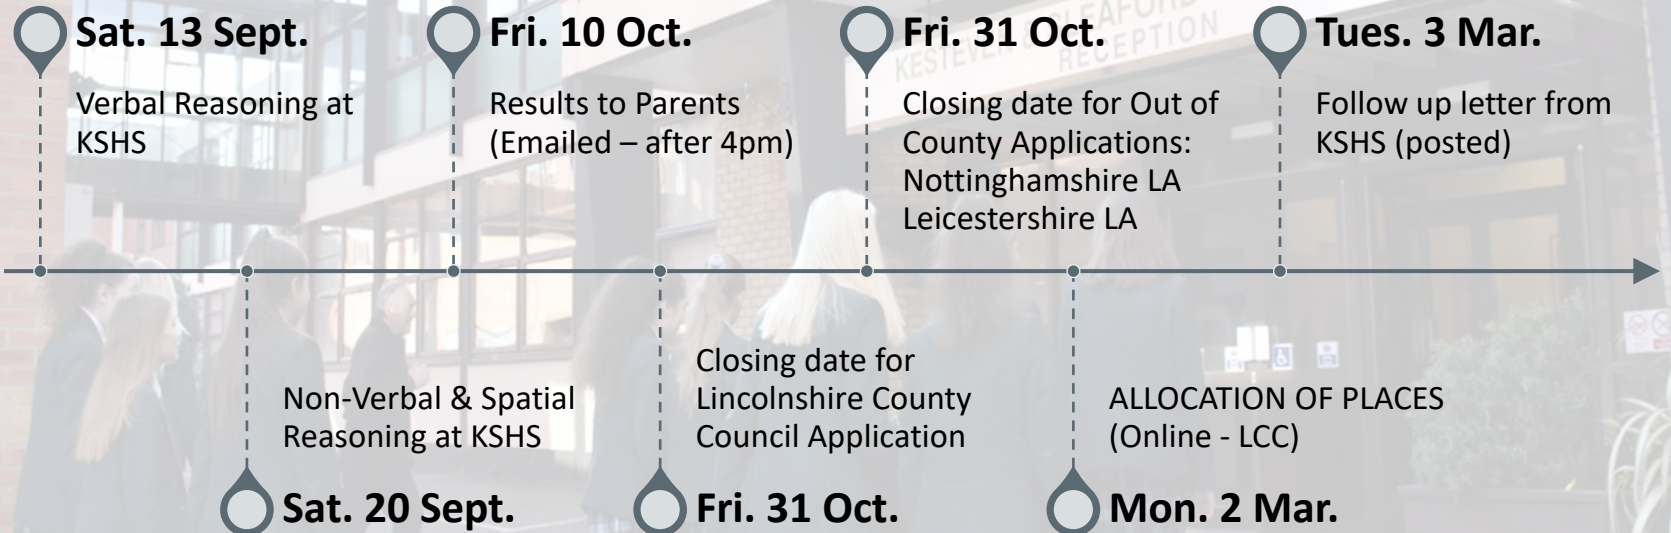 Sat. 13 Sept.
Verbal Reasoning at
KSHS
Non-Verbal & Spatial
Reasoning at KSHS
Sat. 20 Sept.
Fri. 10 Oct.
Results to Parents
(Emailed – after 4pm)
Closing date for
Lincolnshire County
Council Application
Fri. 31 Oct.
Fri. 31 Oct.
Closing date for Out of
County Applications:
Nottinghamshire LA
Leicestershire LA
ALLOCATION OF PLACES
(Online - LCC)
Mon. 2 Mar.
Tues. 3 Mar.
Follow up letter from
KSHS (posted)
RECEPTION